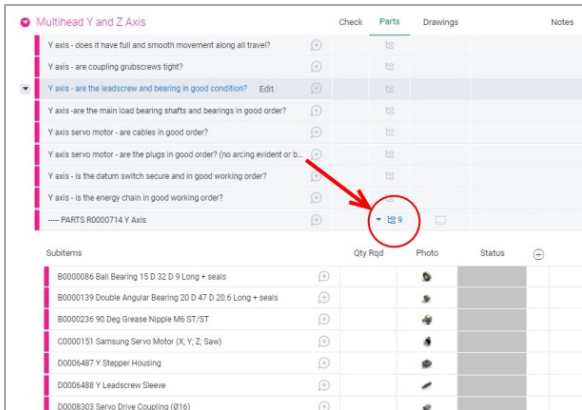 Multihead Y and Z Axis Check Parts Drawings Notes
Y axis - does it have full and smooth movement along all travel?
Y axis - are coupling grubscrews tight?
Y axis - are the leadscrew and bearing in good condition? Edit
Y axis -are the main load bearing shafts and bearings in good order?
Y axis servo motor - are cables in good order?
Y axis servo motor - are the plugs in good order? (no arcing evident or b...
Y axis - is the datum switch secure and in good working order?
Y axis - is the energy chain in good working order?
---- PARTS R0000714 Y Axis 9
Subitems Qty Rqd Photo Status
B0000086 Ball Bearing 15 D 32 D 9 Long + seals
B0000139 Double Angular Bearing 20 D 47 D 20.6 Long + seals
B0000236 90 Deg Grease Nipple M6 ST/ST
C0000151 Samsung Servo Motor (X; Y; Z; Saw)
D0006487 Y Stepper Housing
D0006488 Y Leadscrew Sleeve
D0008303 Servo Drive Coupling (Ø16)